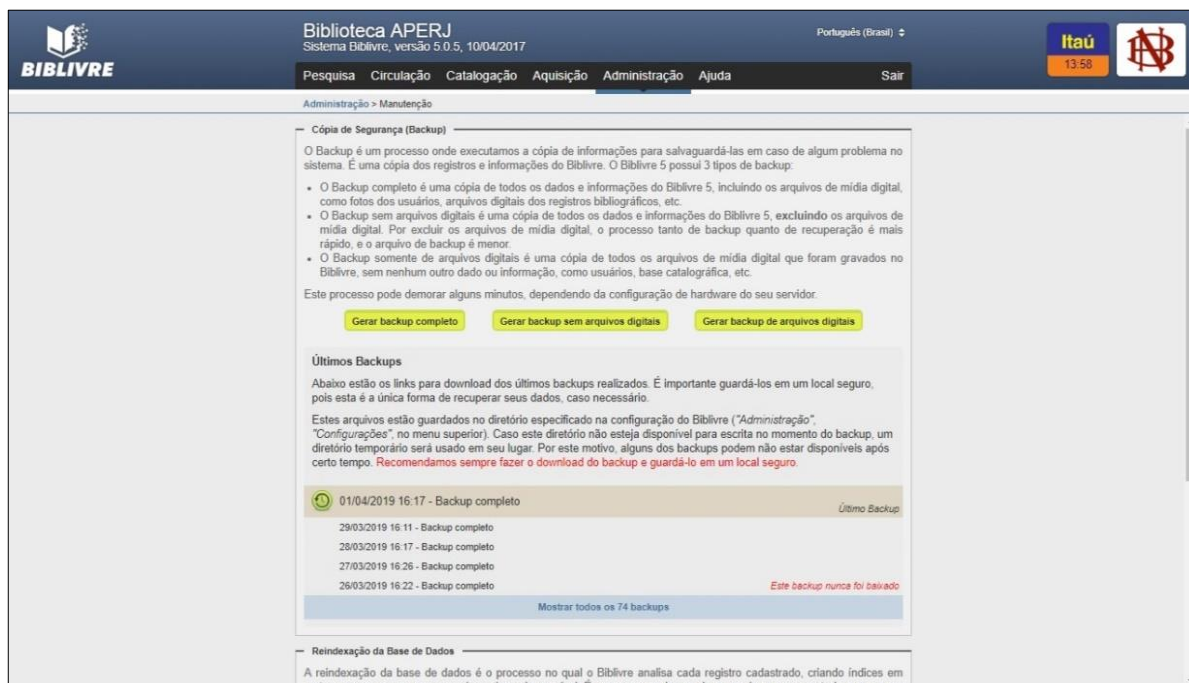 BIBLIVRE
Biblioteca APERJ
Sistema Biblivre, versão 5.0.5, 10/04/2017
Português (Brasil)
Itaú
13:58
Pesquisa Circulação Catalogação Aquisição Administração Ajuda Sair
Administração > Manutenção
Cópia de Segurança (Backup)
O Backup é um processo onde executamos a cópia de informações para salvaguardá-las em caso de algum problema no
sistema. É uma cópia dos registros e informações do Biblivre. O Biblivre 5 possui 3 tipos de backup:
• O Backup completo é uma cópia de todos os dados e informações do Biblivre 5, incluindo os arquivos de mídia digital,
como fotos dos usuários, arquivos digitais dos registros bibliográficos, etc.
• O Backup sem arquivos digitais é uma cópia de todos os dados e informações do Biblivre 5, excluindo os arquivos de
mídia digital. Por excluir os arquivos de mídia digital, o processo tanto de backup quanto de recuperação é mais
rápido, e o arquivo de backup é menor.
• O Backup somente de arquivos digitais é uma cópia de todos os arquivos de mídia digital que foram gravados no
Biblivre, sem nenhum outro dado ou informação, como usuários, base catalográfica, etc.
Este processo pode demorar alguns minutos, dependendo da configuração de hardware do seu servidor.
Gerar backup completo Gerar backup sem arquivos digitais Gerar backup de arquivos digitais
Últimos Backups
Abaixo estão os links para download dos últimos backups realizados. É importante guardá-los em um local seguro,
pois esta é a única forma de recuperar seus dados, caso necessário.
Estes arquivos estão guardados no diretório especificado na configuração do Biblivre ("Administração",
"Configurações", no menu superior). Caso este diretório não esteja disponível para escrita no momento do backup, um
diretório temporário será usado em seu lugar. Por este motivo, alguns dos backups podem não estar disponíveis após
certo tempo. Recomendamos sempre fazer o download do backup e guardá-lo em um local seguro.
01/04/2019 16:17 - Backup completo
Último Backup
29/03/2019 16:11 - Backup completo
28/03/2019 16:17 - Backup completo
27/03/2019 16:26 - Backup completo
26/03/2019 16:22 - Backup completo Este backup nunca foi baixado
Mostrar todos os 74 backups
Reindexação da Base de Dados
A reindexação da base de dados é o processo no qual o Biblivre analisa cada registro cadastrado, criando índices em